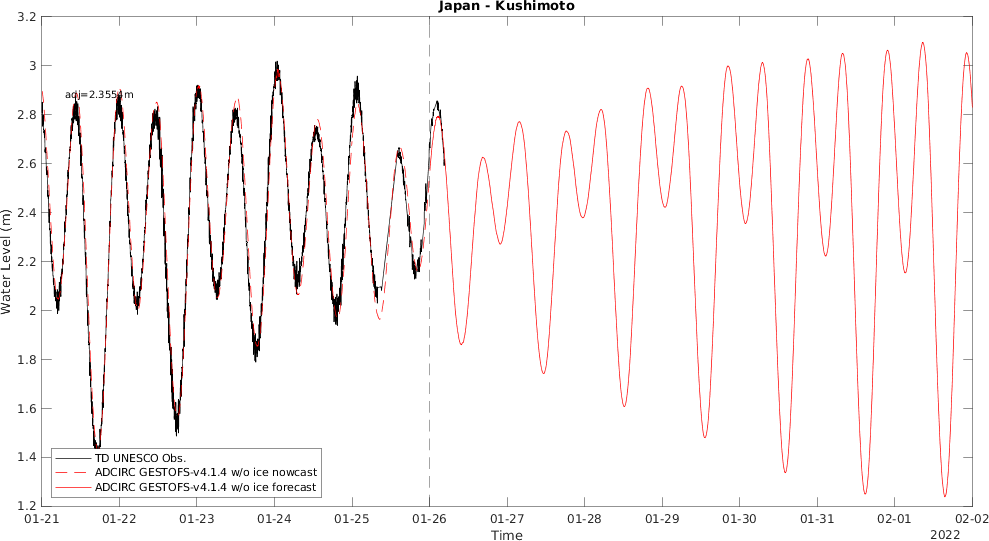 Japan - Kushimoto
3.2
3
2.8
2.6
2.4
2.2
2
1.8
1.6
1.4
1.2
Water Level (m)
adj=2.3554m
TD UNESCO Obs.
ADCIRC GESTOFS-v4.1.4 w/o ice nowcast
ADCIRC GESTOFS-v4.1.4 w/o ice forecast
01-21 01-22 01-23 01-24 01-25 01-26 01-27 01-28 01-29 01-30 01-31 02-01 02-02
Time
2022